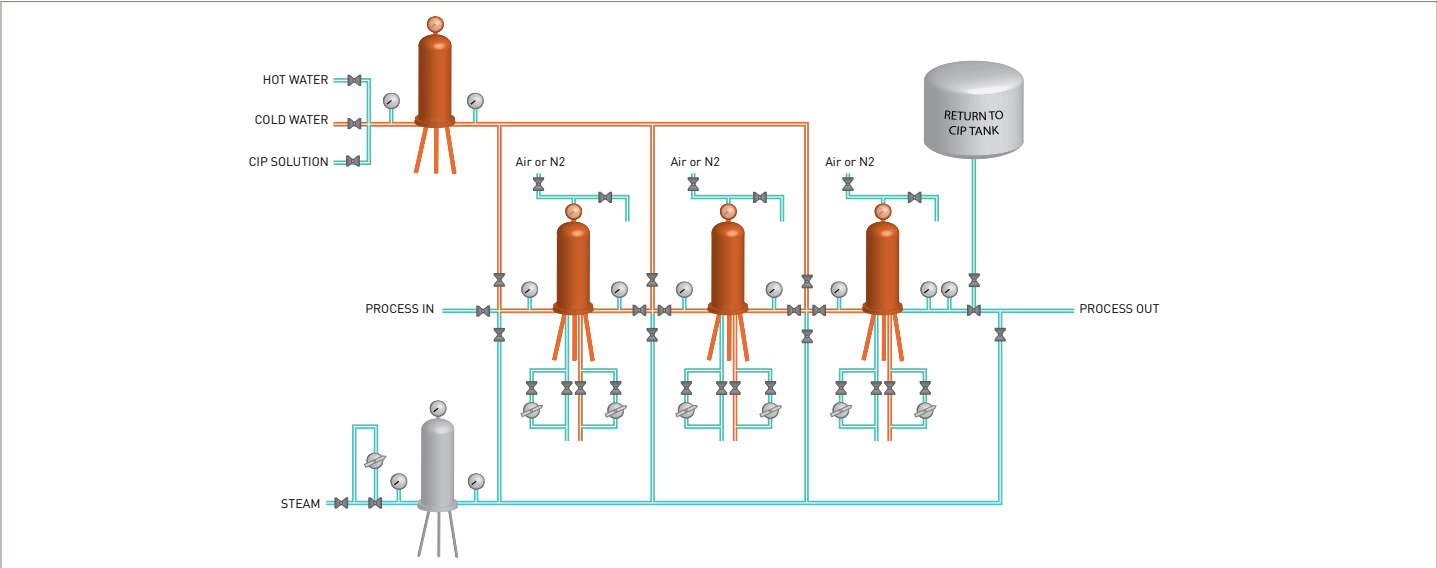 HOT WATER
COLD WATER
CIP SOLUTION
RETURN TO
CIP TANK
Air or N2
Air or N2
Air or N2
PROCESS IN
PROCESS OUT
STEAM